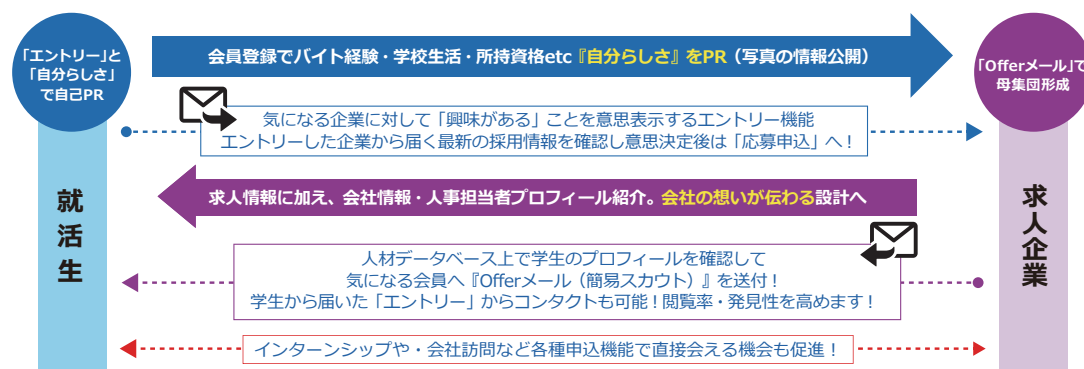 「エントリー」と
「自分らしさ」
で自己PR
会員登録でバイト経験・学校生活・所持資格etc『自分らしさ』をPR（写真の情報公開）
「Offerメール」で
母集団形成
気になる企業に対して「興味がある」ことを意思表示するエントリー機能
エントリーした企業から届く最新の採用情報を確認し意思決定後は「応募申込」へ！
求人情報に加え、会社情報・人事担当者プロフィール紹介。会社の想いが伝わる設計へ
就活生
求人企業
人材データベース上で学生のプロフィールを確認して
気になる会員へ『Offerメール（簡易スカウト）』を送付！
学生から届いた「エントリー」からコンタクトも可能！閲覧率・発見性を高めます！
インターンシップや・会社訪問など各種申込機能で直接会える機会も促進！